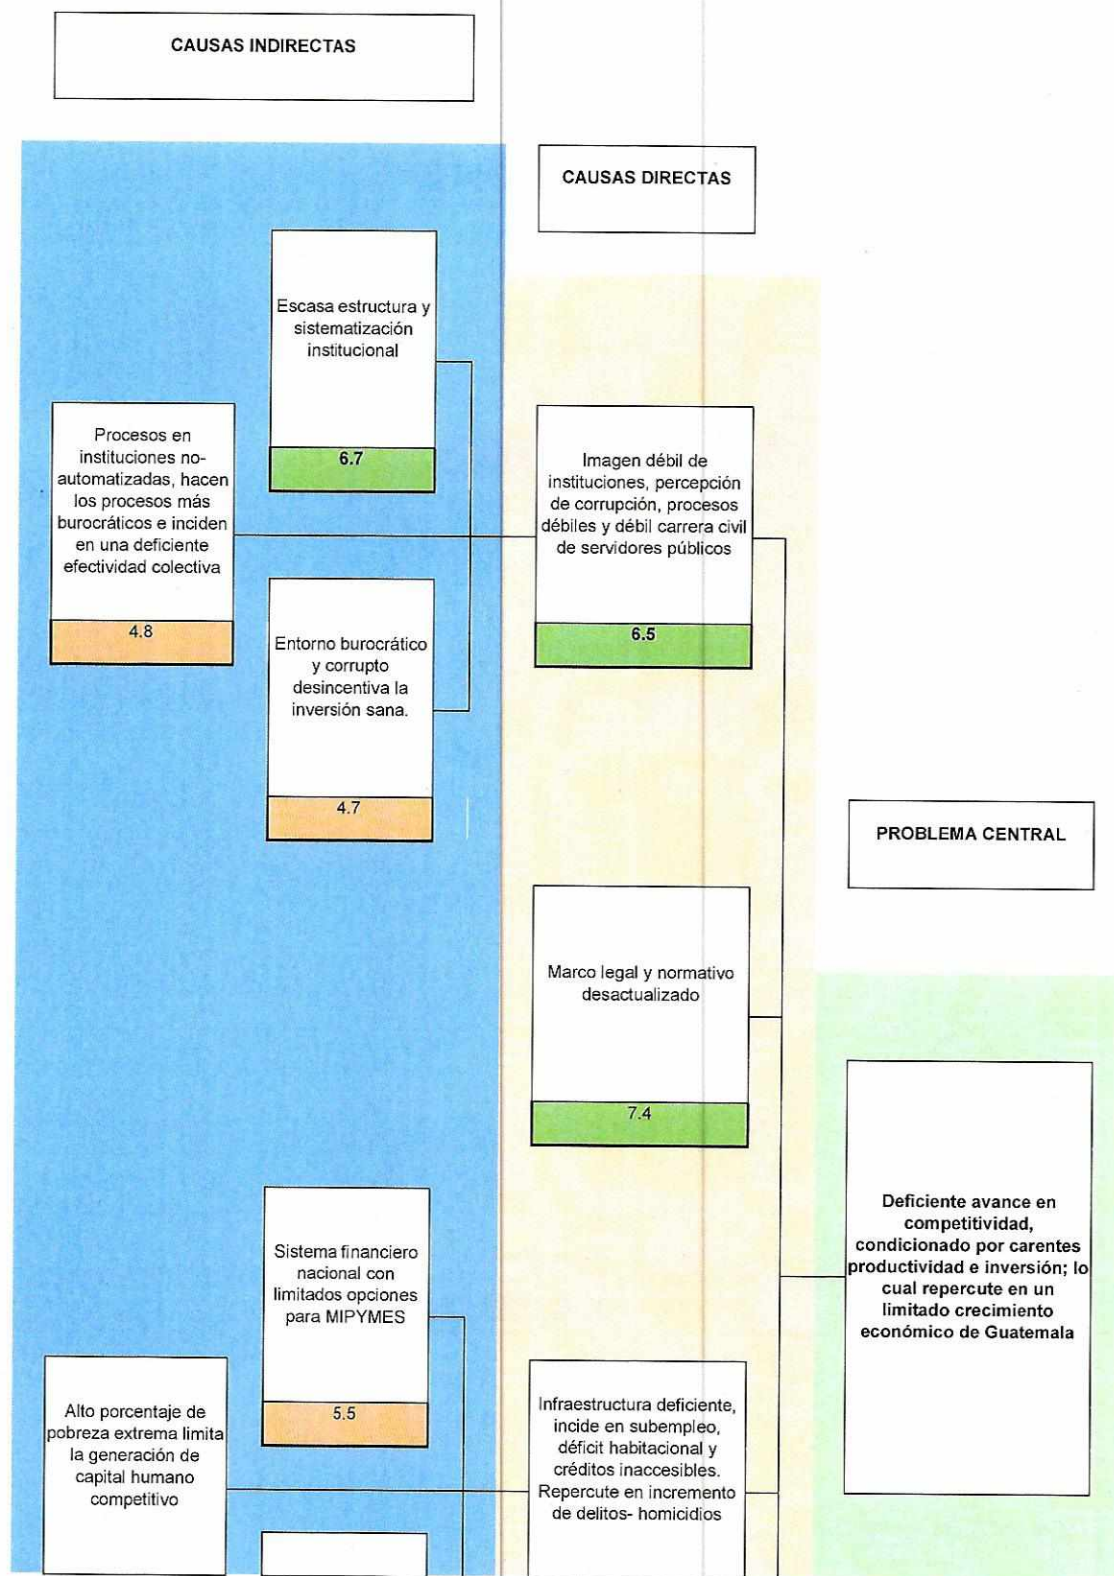 CAUSAS INDIRECTAS
CAUSAS DIRECTAS
Escasa estructura y
sistematización
institucional
6.7
Procesos en
instituciones no-
automatizadas, hacen
los procesos más
burocráticos e inciden
en una deficiente
efectividad colectiva
4.8
Imagen débil de
instituciones, percepción
de corrupción, procesos
débiles y débil carrera civil
de servidores públicos
6.5
Entorno burocrático
y corrupto
desincentiva la
inversión sana.
4.7
PROBLEMA CENTRAL
Marco legal y normativo
desactualizado
7.4
Deficiente avance en
competitividad,
condicionado por carentes
productividad e inversión; lo
cual repercute en un
limitado crecimiento
económico de Guatemala
Sistema financiero
nacional con
limitados opciones
para MIPYMES
5.5
Alto porcentaje de
pobreza extrema limita
la generación de
capital humano
competitivo
Infraestructura deficiente,
incide en subempleo,
déficit habitacional y
créditos inaccesibles.
Repercute en incremento
de delitos- homicidios